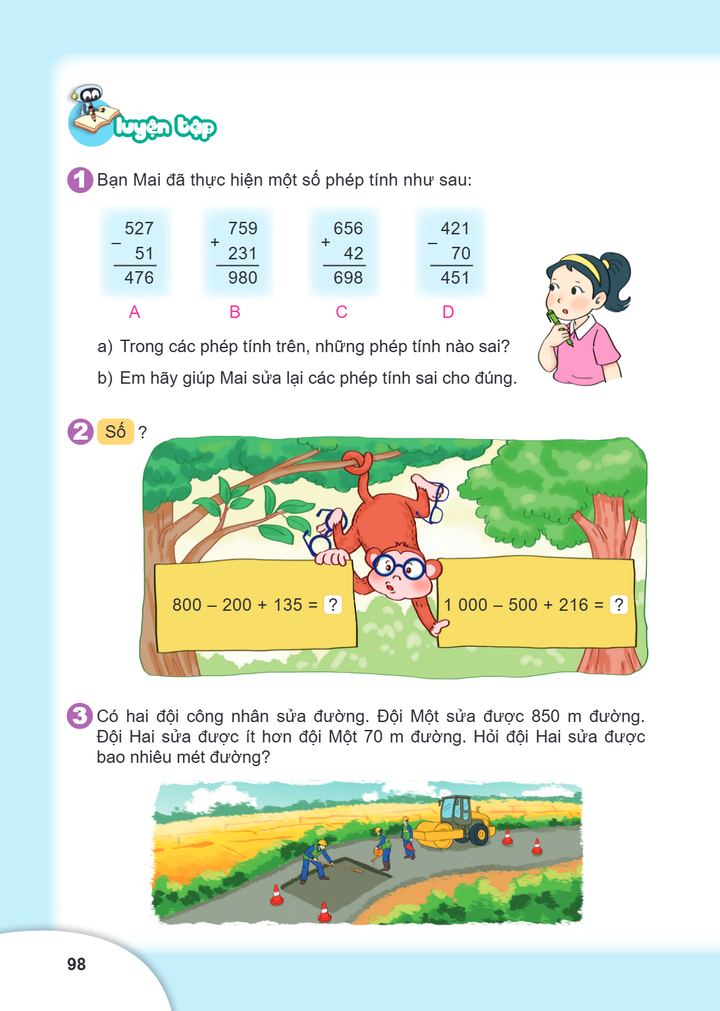 luyện tập
1 Bạn Mai đã thực hiện một số phép tính như sau:
527 759 656 421
– + + –
51 231 42 70
476 980 698 451
A B C D
a) Trong các phép tính trên, những phép tính nào sai?
b) Em hãy giúp Mai sửa lại các phép tính sai cho đúng.
2 Số ?
800 – 200 + 135 = ? 1 000 – 500 + 216 = ?
3 Có hai đội công nhân sửa đường. Đội Một sửa được 850 m đường.
Đội Hai sửa được ít hơn đội Một 70 m đường. Hỏi đội Hai sửa được
bao nhiêu mét đường?
98